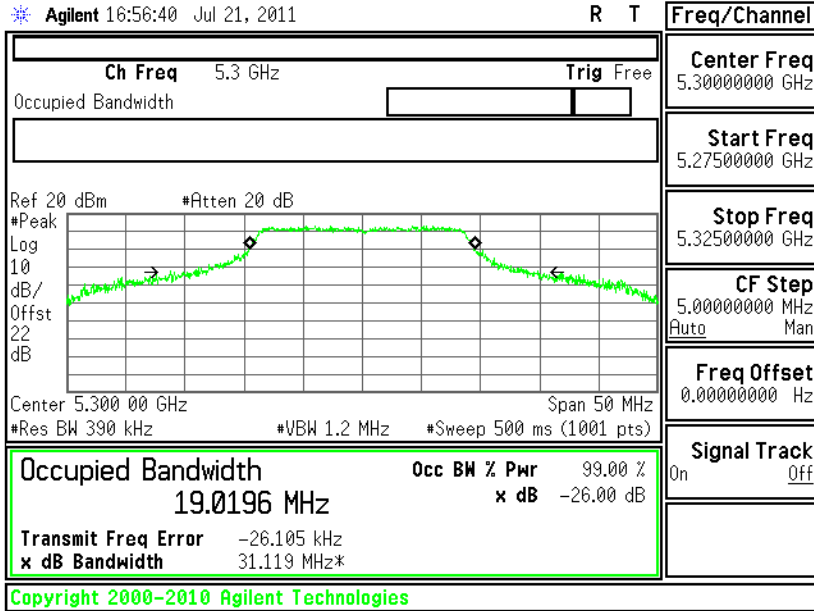 Agilent 16:56:40 Jul 21, 2011 R T
Ch Freq 5.3 GHz Trig Free
Occupied Bandwidth
Ref 20 dBm #Atten 20 dB
#Peak
Log
10
dB/
Offst
22
dB
Center 5.300 00 GHz Span 50 MHz
#Res BW 390 kHz #VBW 1.2 MHz #Sweep 500 ms (1001 pts)
Occupied Bandwidth
19.0196 MHz
Occ BW % Pwr 99.00 %
x dB -26.00 dB
Transmit Freq Error -26.105 kHz
x dB Bandwidth 31.119 MHz*
Copyright 2000-2010 Agilent Technologies
Freq/Channel
Center Freq
5.30000000 GHz
Start Freq
5.27500000 GHz
Stop Freq
5.32500000 GHz
CF Step
5.00000000 MHz
Auto Man
Freq Offset
0.00000000 Hz
Signal Track
On Off